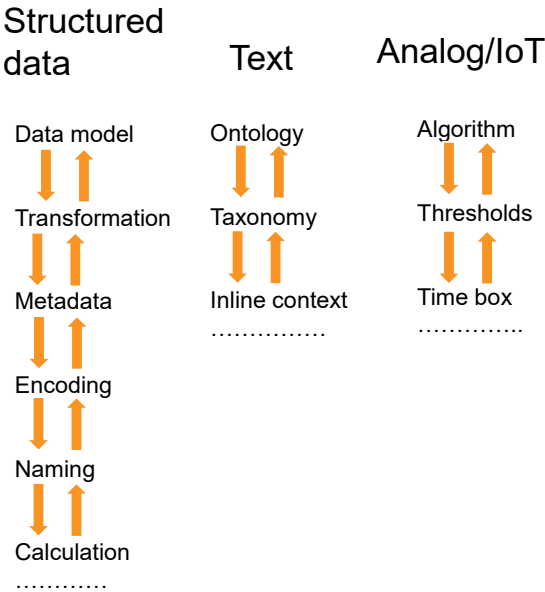 Structured
data
Data model
Transformation
Metadata
Encoding
Naming
Calculation
…………
Text
Ontology
Taxonomy
Inline context
……………
Analog/IoT
Algorithm
Thresholds
Time box
…………..